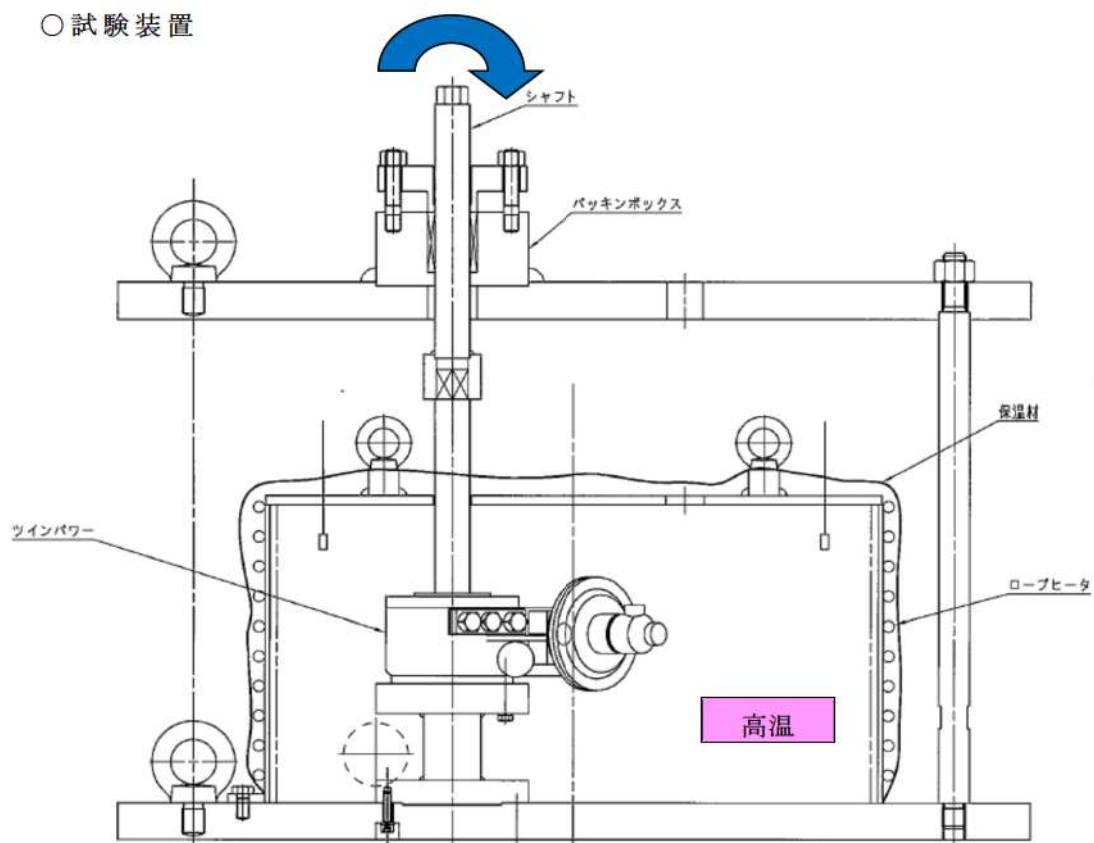 ○試験装置
シャフト
パッキンボックス
保温材
ツインパワー
ロープヒータ
高温